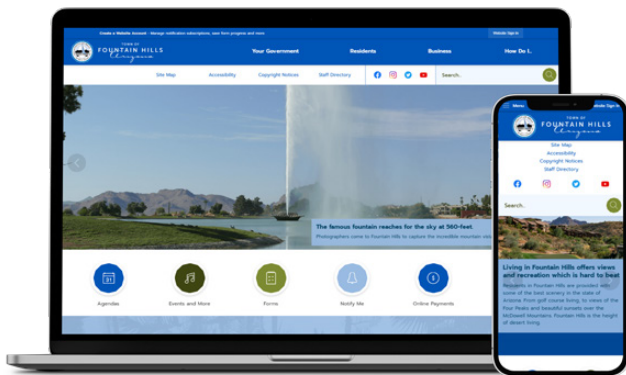 Create a Website Account - Manage notification subscriptions, save form progress and more
Website Sign In
TOWN OF
FOUNTAIN HILLS
Arizona
Your Government
Residents
Business
How Do I...
Site Map
Accessibility
Copyright Notices
Staff Directory
Search..
The famous fountain reaches for the sky at 560-feet
Photographers come to Fountain Hills to capture the incredible mountain
31
Agendas
Events and More
Forms
Notify Me
Online Payments
Menu
Website Sign In
TOWN OF
FOUNTAIN HILLS
Arizona
Site Map
Accessibility
Copyright Notices
Staff Directory
Search..
Living in Fountain Hills offers views
and recreation which is hard to beat
Residents in Fountain Hills are provided with
some of the best scenery in the state of
Arizona. From golf course living, to views of the
Four Peaks and beautiful sunsets over the
McDowell Mountains. Fountain Hills is the height
of desert living.